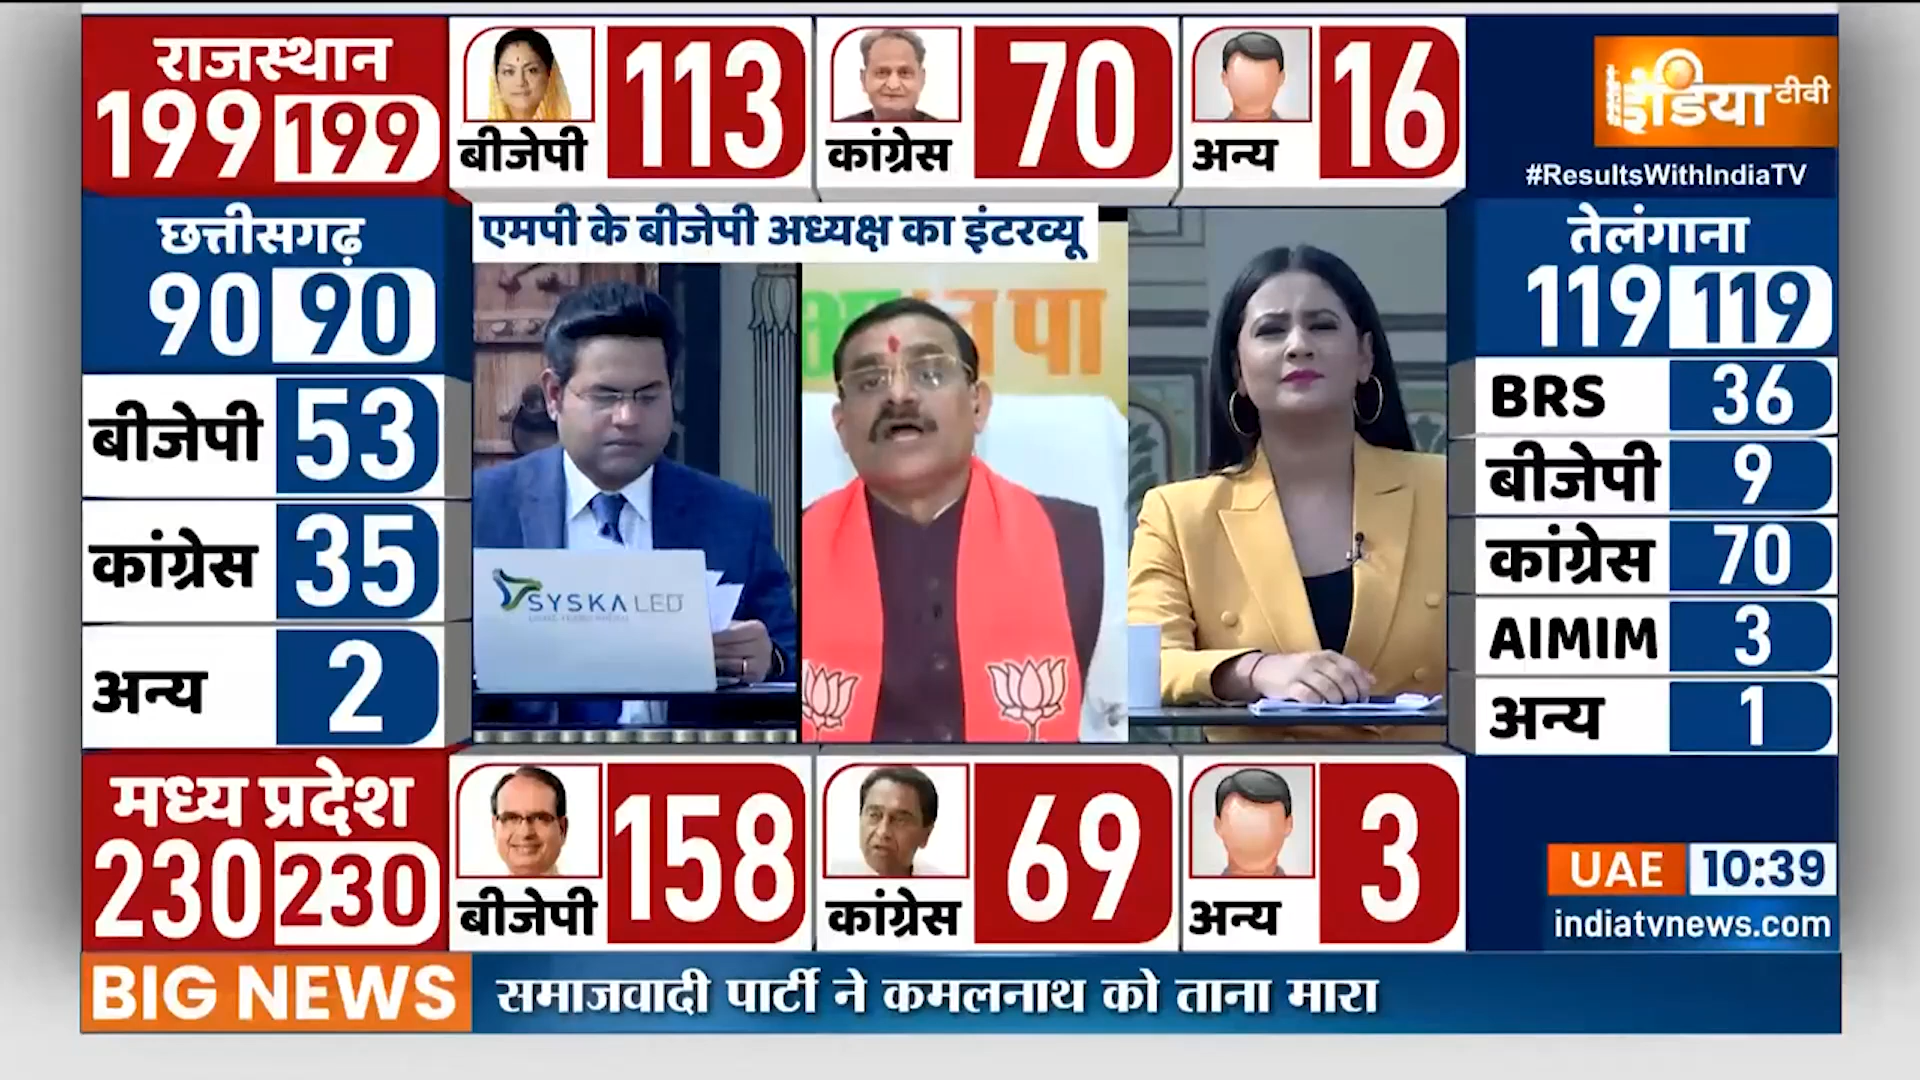 राजस्थान
199 199
बीजेपी 113
कांग्रेस 70
अन्य 16
इंडिया टीवी
#ResultsWithIndiaTV
छत्तीसगढ़
90 90
बीजेपी 53
कांग्रेस 35
अन्य 2
एमपी के बीजेपी अध्यक्ष का इंटरव्यू
SYSKA LED
तेलंगाना
119 119
BRS 36
बीजेपी 9
कांग्रेस 70
AIMIM 3
अन्य 1
मध्य प्रदेश
230 230
बीजेपी 158
कांग्रेस 69
अन्य 3
UAE 10:39
indiatvnews.com
BIG NEWS समाजवादी पार्टी ने कमलनाथ को ताना मारा